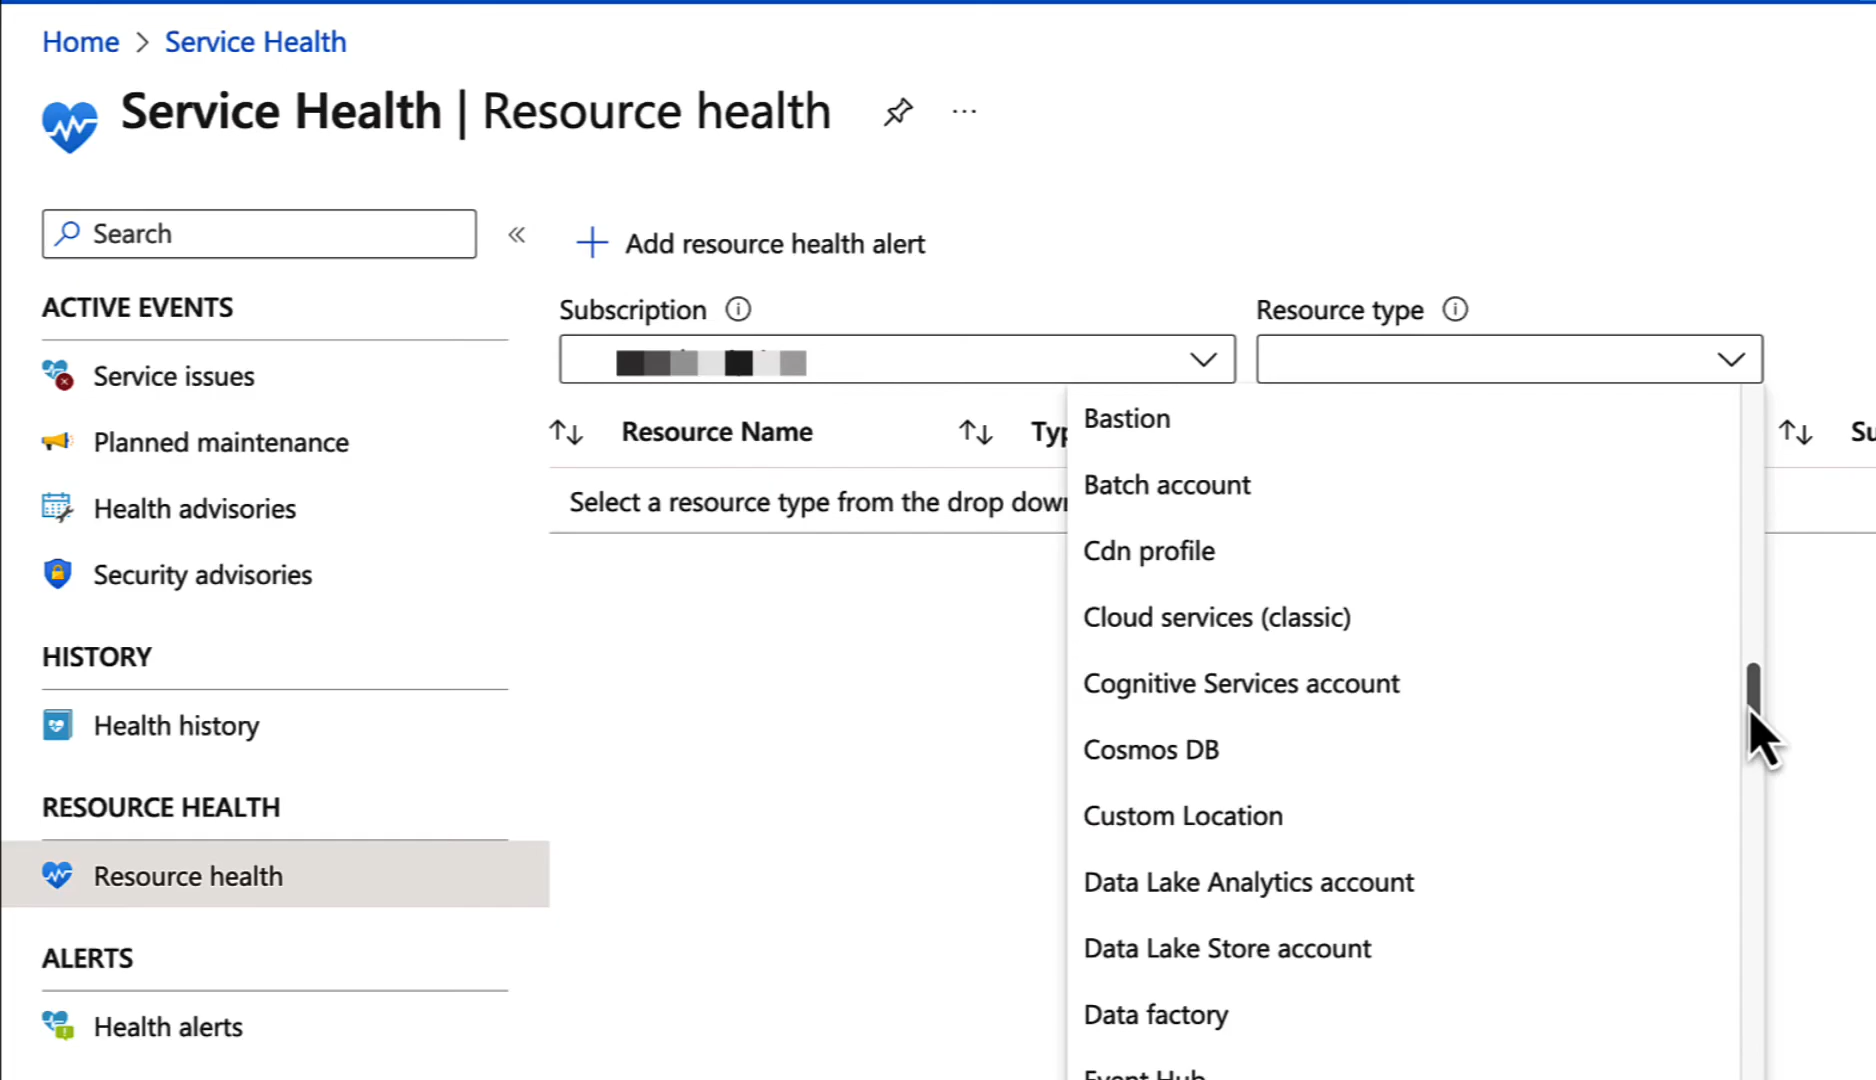 Home > Service Health
Service Health | Resource health ...
Search
«
Add resource health alert
ACTIVE EVENTS
Service issues
Planned maintenance
Health advisories
Security advisories
HISTORY
Health history
RESOURCE HEALTH
Resource health
ALERTS
Health alerts
Subscription
Resource type
Resource Name
Select a resource type from the drop down
Bastion
Batch account
Cdn profile
Cloud services (classic)
Cognitive Services account
Cosmos DB
Custom Location
Data Lake Analytics account
Data Lake Store account
Data factory
Event Hub